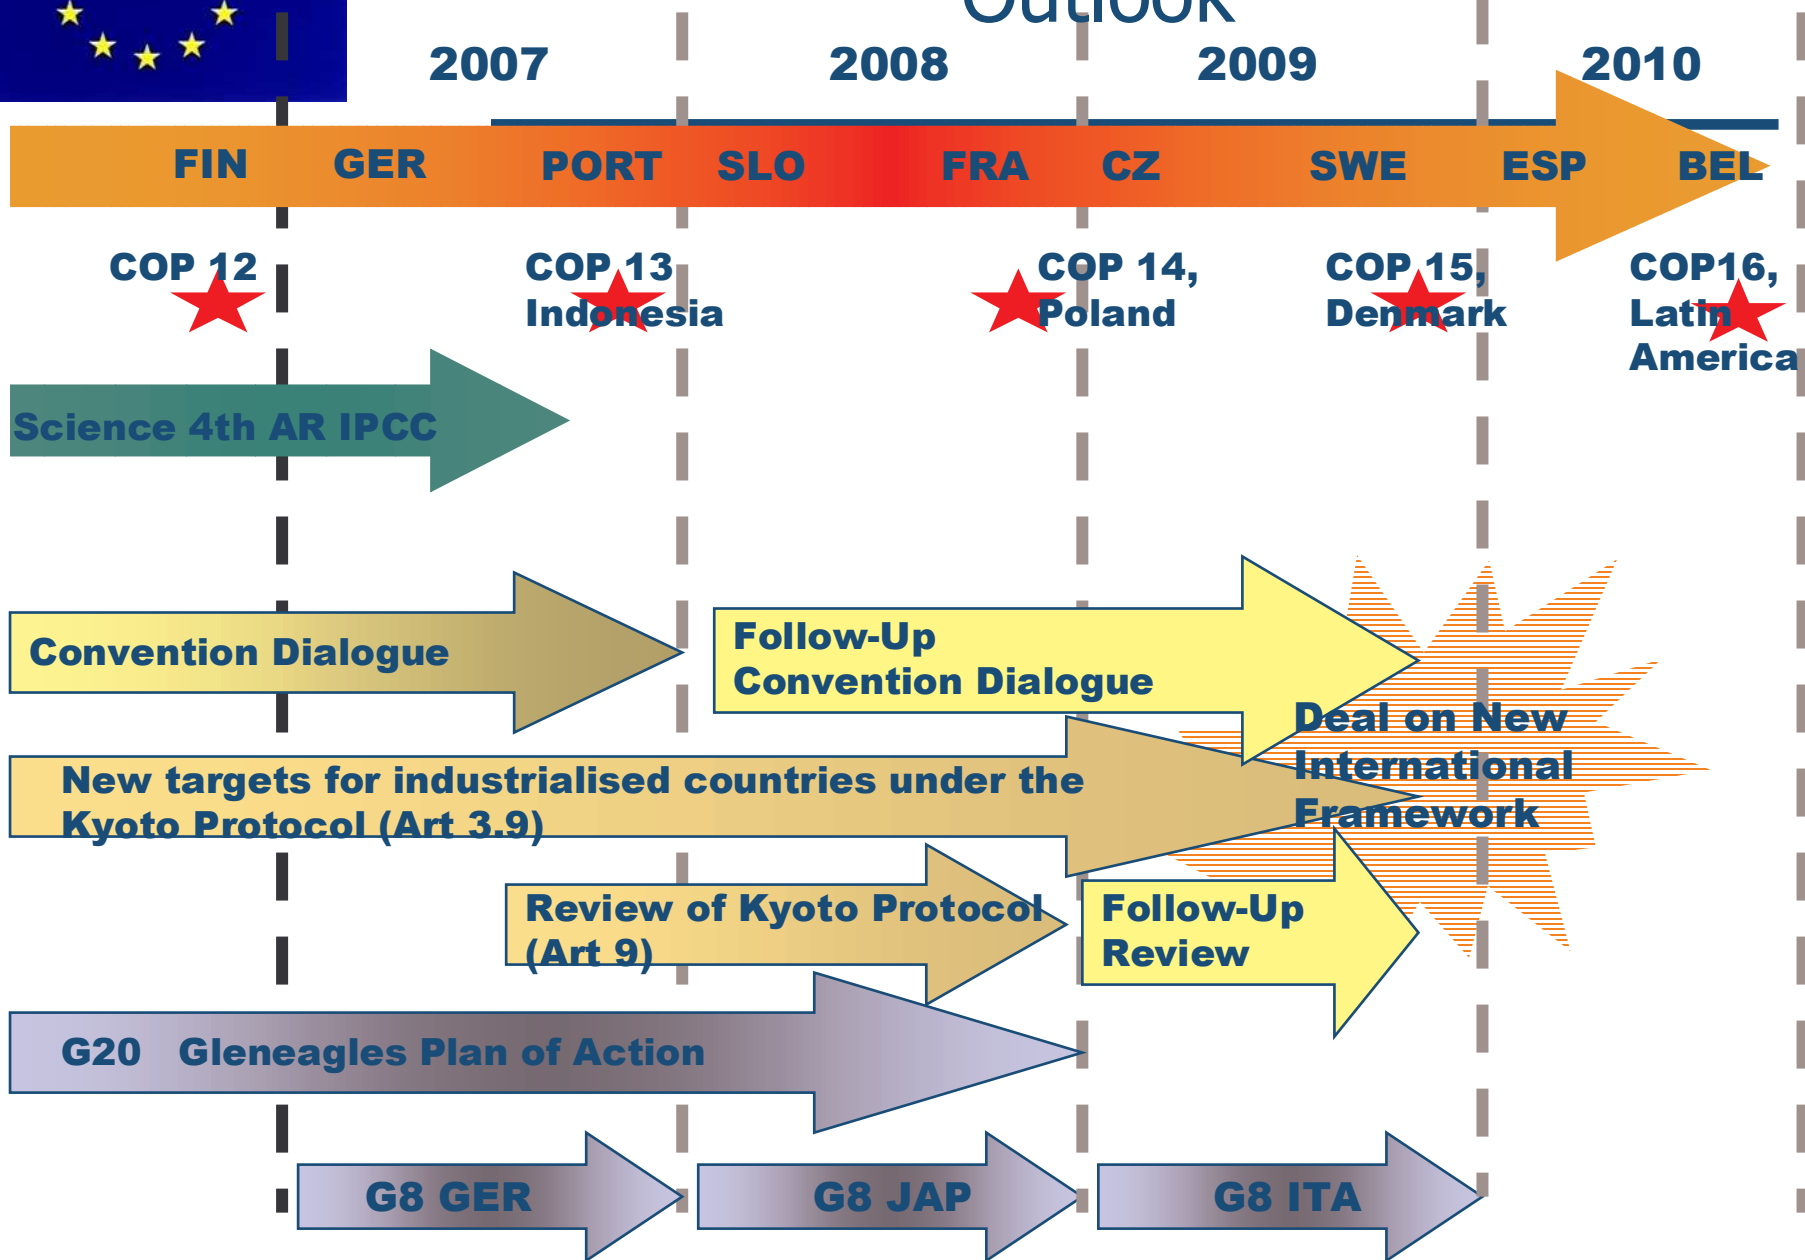 Outlook
2007 2008 2009 2010
FIN GER PORT SLO FRA CZ SWE ESP BEL
COP 12
COP 13
Indonesia
COP 14,
Poland
COP 15,
Denmark
COP16,
Latin
America
Science 4th AR IPCC
Convention Dialogue
Follow-Up
Convention Dialogue
Deal on New
International
Framework
New targets for industrialised countries under the
Kyoto Protocol (Art 3.9)
Review of Kyoto Protocol
(Art 9)
Follow-Up
Review
G20 Gleneagles Plan of Action
G8 GER G8 JAP G8 ITA